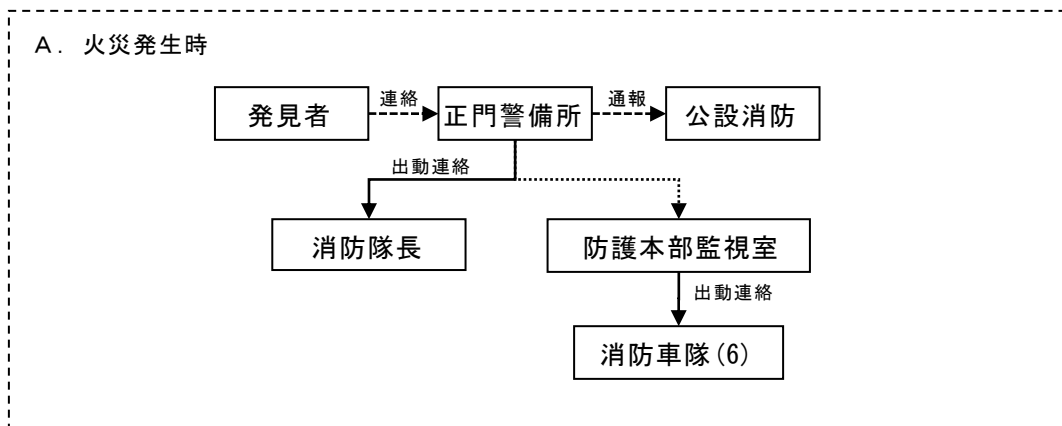 A. 火災発生時
発見者
連絡
正門警備所
通報
公設消防
出動連絡
消防隊長
防護本部監視室
出動連絡
消防車隊(6)